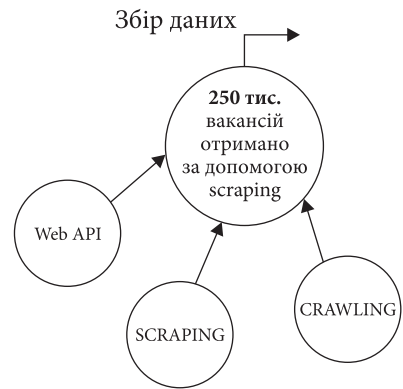 Збір даних
250 тис.
вакансій
отримано
за допомогою
scraping
Web API
SCRAPING
CRAWLING